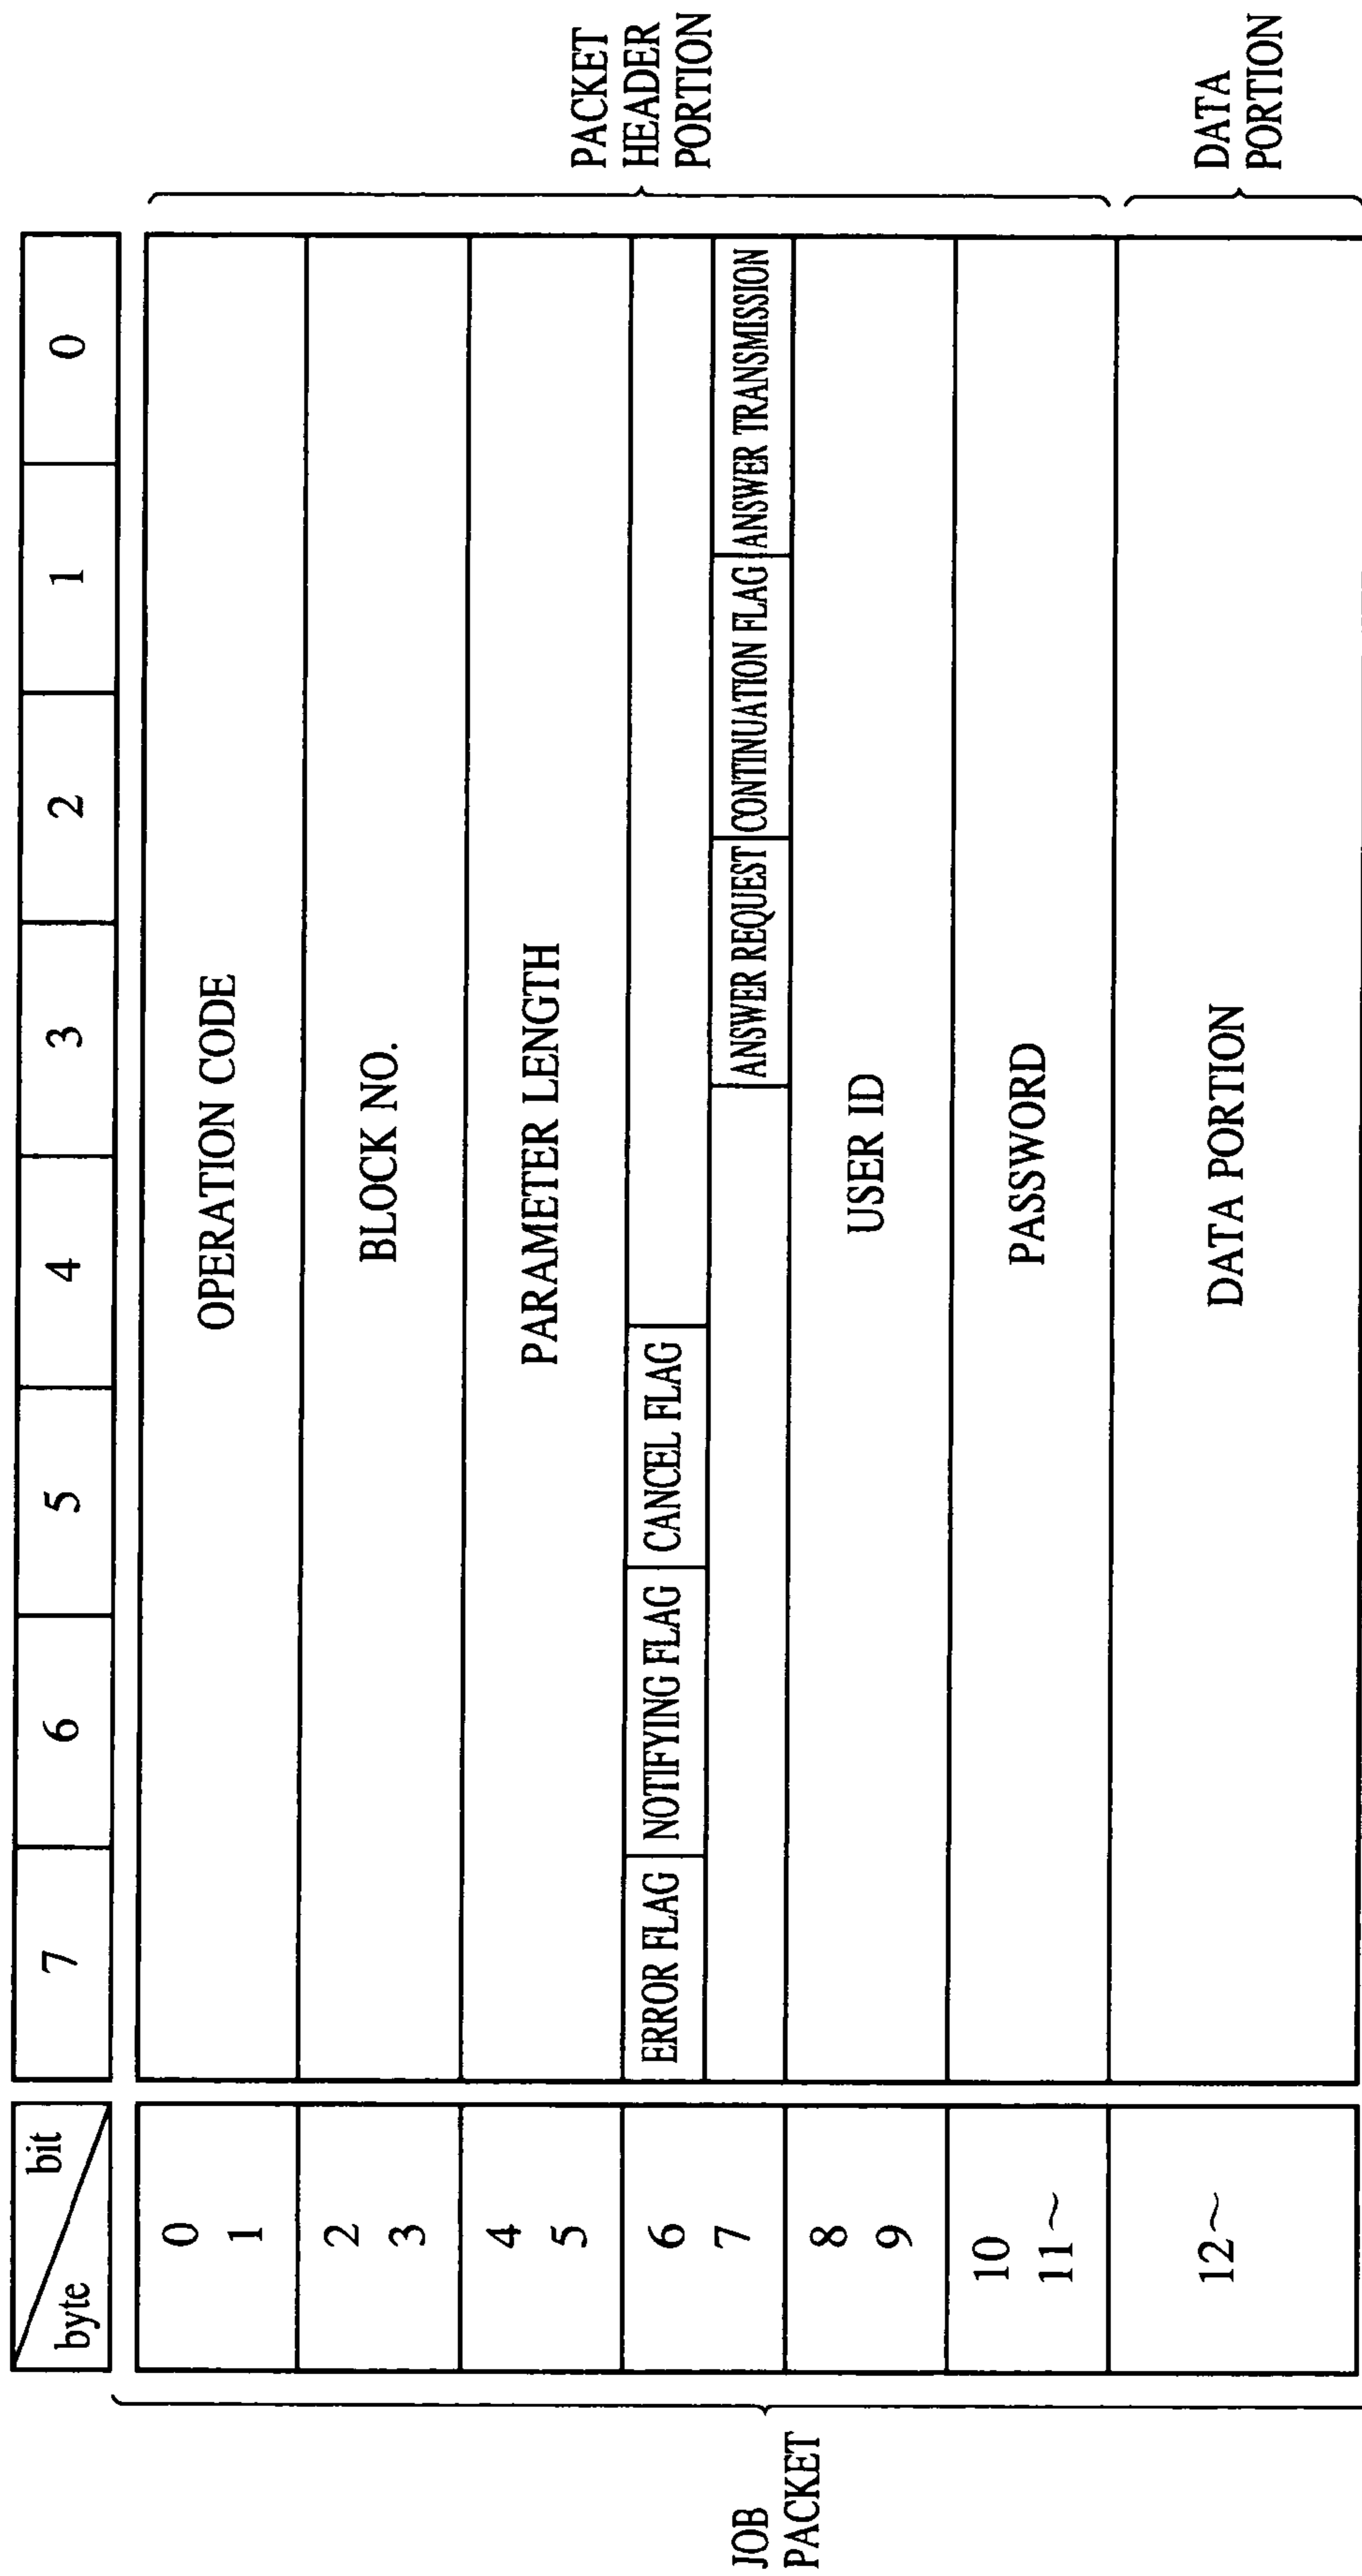 JOB
PACKET
byte bit 7 6 5 4 3 2 1 0
0
1
OPERATION CODE
2
3
BLOCK NO.
4
5
PARAMETER LENGTH
6 ERROR FLAG NOTIFYING FLAG CANCEL FLAG
7 ANSWER REQUEST CONTINUATION FLAG ANSWER TRANSMISSION
8
9
USER ID
10
11~
PASSWORD
12~ DATA PORTION
PACKET
HEADER
PORTION
DATA
PORTION